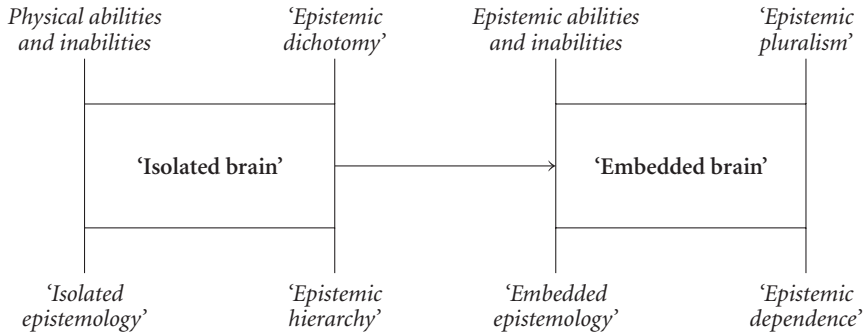 Physical abilities
and inabilities
‘Epistemic
dichotomy’
Epistemic abilities
and inabilities
‘Epistemic
pluralism’
‘Isolated brain’
‘Embedded brain’
‘Isolated
epistemology’
‘Epistemic
hierarchy’
‘Embedded
epistemology’
‘Epistemic
dependence’